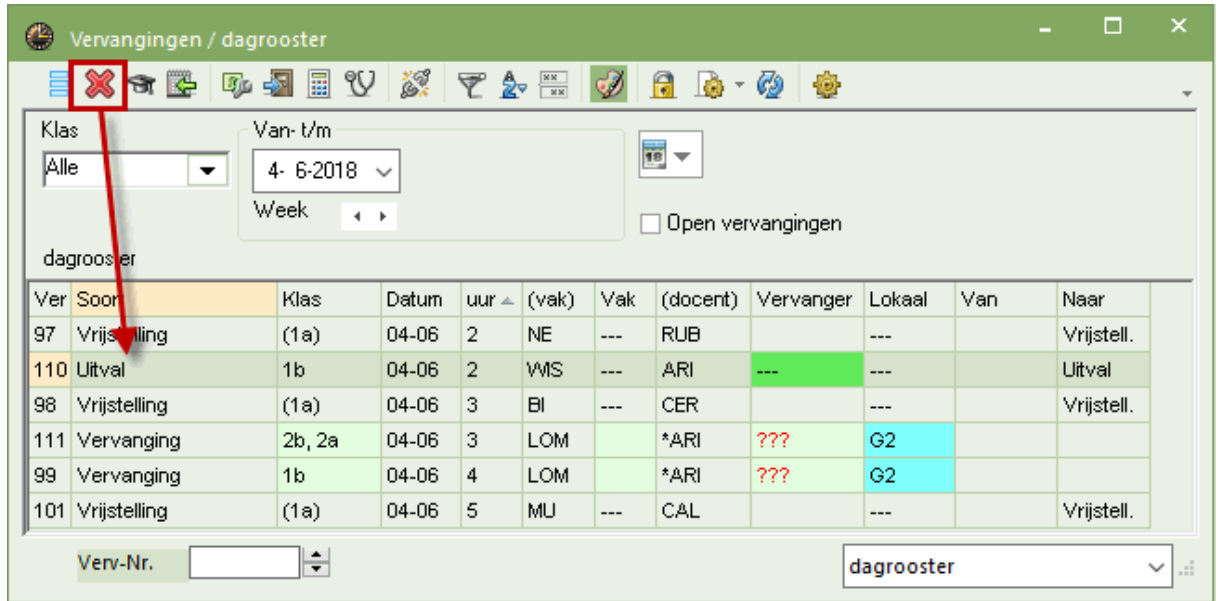 Vervangingen / dagrooster
Klas
Van- t/m
Alle
4- 6-2018
18
Week
Open vervangingen
dagrooster
Ver Soort Klas Datum uur (vak) Vak (docent) Vervanger Lokaal Van Naar
97 Vrijstelling (1a) 04-06 2 NE --- RUB --- Vrijstell.
110 Uitval 1b 04-06 2 WIS --- ARI --- --- Uitval
98 Vrijstelling (1a) 04-06 3 BI --- CER --- Vrijstell.
111 Vervanging 2b, 2a 04-06 3 LOM *ARI ??? G2
99 Vervanging 1b 04-06 4 LOM *ARI ??? G2
101 Vrijstelling (1a) 04-06 5 MU --- CAL --- Vrijstell.
Verv-Nr.
dagrooster